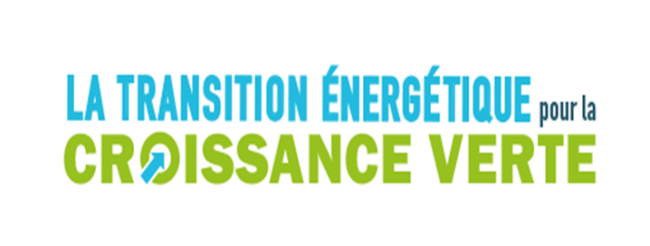 LA TRANSITION ÉNERGÉTIQUE pour la
CROISSANCE VERTE